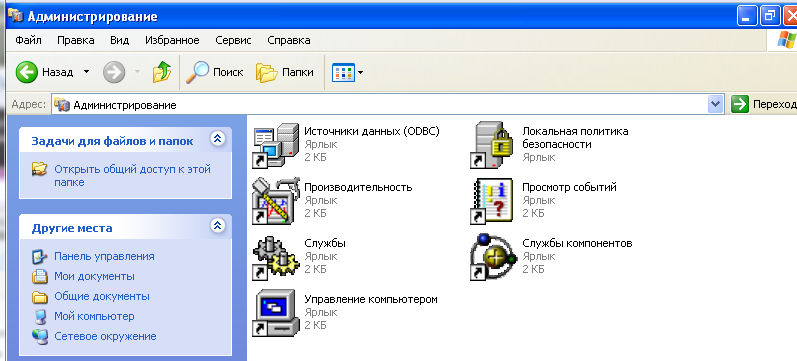 Администрирование
Файл Правка Вид Избранное Сервис Справка
Назад Поиск Папки
Адрес: Администрирование Переход
Задачи для файлов и папок
Открыть общий доступ к этой
папке
Другие места
Панель управления
Мои документы
Общие документы
Мой компьютер
Сетевое окружение
Источники данных (ODBC)
Ярлык
2 КБ
Локальная политика
безопасности
Ярлык
Производительность
Ярлык
2 КБ
Просмотр событий
Ярлык
2 КБ
Службы
Ярлык
2 КБ
Службы компонентов
Ярлык
2 КБ
Управление компьютером
Ярлык
2 КБ